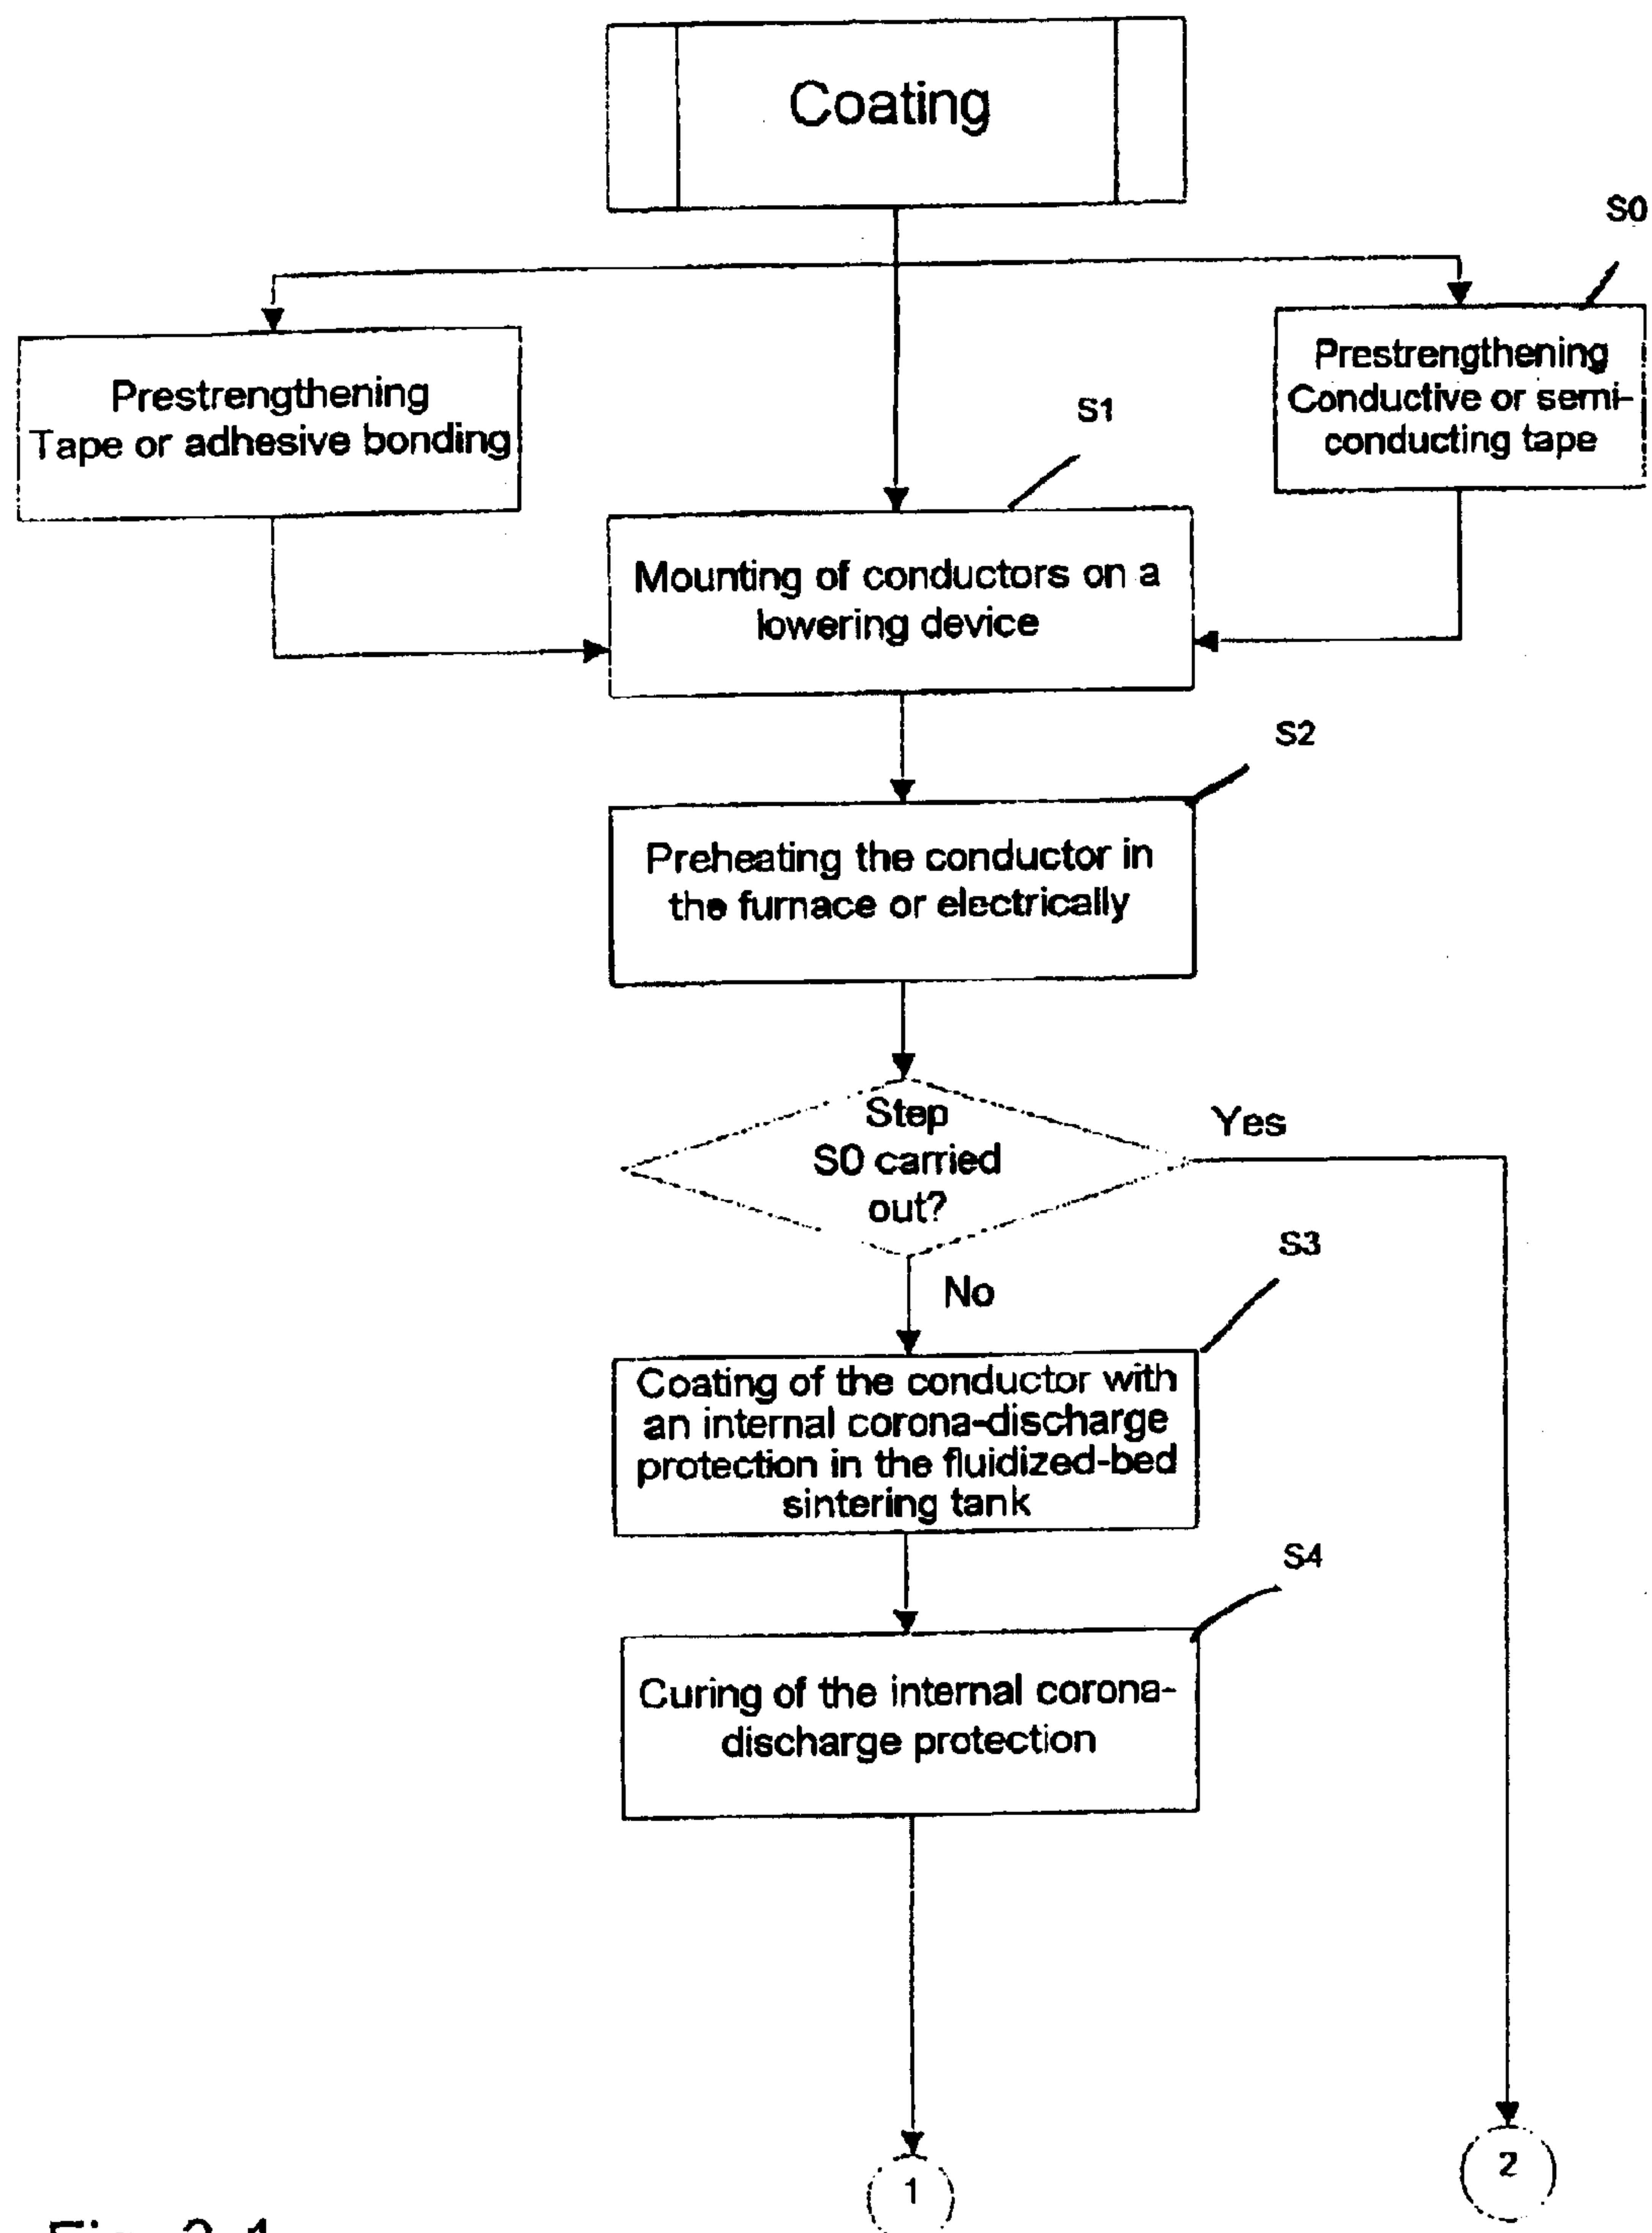 Coating
S0
Prestrengthening
Tape or adhesive bonding
Prestrengthening
Conductive or semi-
conducting tape
S1
Mounting of conductors on a
lowering device
S2
Preheating the conductor in
the furnace or electrically
Step
S0 carried
out?
Yes
No
S3
Coating of the conductor with
an internal corona-discharge
protection in the fluidized-bed
sintering tank
S4
Curing of the internal corona-
discharge protection
1
2